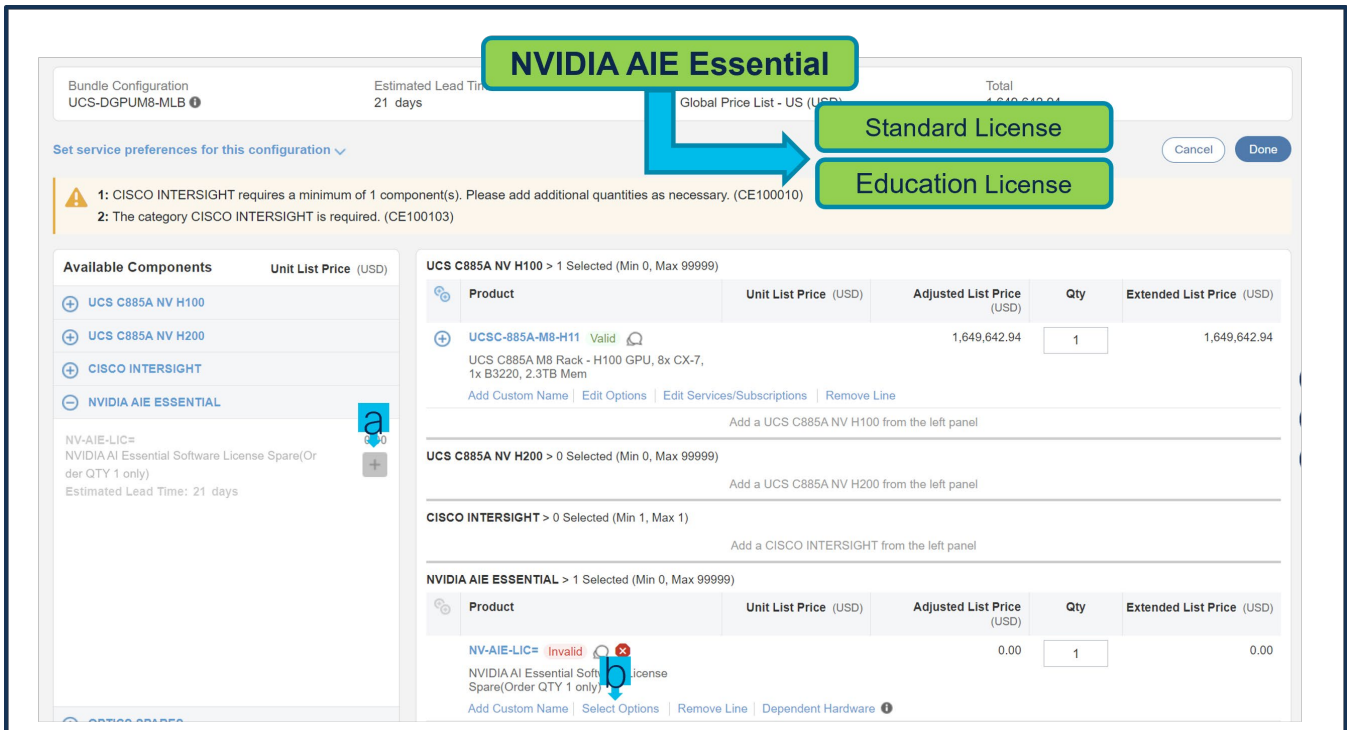 NVIDIA AIE Essential
Bundle Configuration
UCS-DGPUM8-MLB
Estimated Lead
21 days
Global Price List - US (USD)
Total
Standard License
Education License
Set service preferences for this configuration
Cancel
Done
1: CISCO INTERSIGHT requires a minimum of 1 component(s). Please add additional quantities as necessary. (CE100010)
2: The category CISCO INTERSIGHT is required. (CE100103)
Available Components Unit List Price (USD)
UCS C885A NV H100
UCS C885A NV H200
CISCO INTERSIGHT
NVIDIA AIE ESSENTIAL
a
NV-AIE-LIC=
NVIDIA AI Essential Software License Spare(Or
der QTY 1 only)
Estimated Lead Time: 21 days
UCS C885A NV H100 > 1 Selected (Min 0, Max 99999)
Product Unit List Price (USD) Adjusted List Price (USD) Qty Extended List Price (USD)
UCSC-885A-M8-H11 Valid 1,649,642.94 1 1,649,642.94
UCS C885A M8 Rack - H100 GPU, 8x CX-7,
1x B3220, 2.3TB Mem
Add Custom Name Edit Options Edit Services/Subscriptions Remove Line
Add a UCS C885A NV H100 from the left panel
UCS C885A NV H200 > 0 Selected (Min 0, Max 99999)
Add a UCS C885A NV H200 from the left panel
CISCO INTERSIGHT > 0 Selected (Min 1, Max 1)
Add a CISCO INTERSIGHT from the left panel
NVIDIA AIE ESSENTIAL > 1 Selected (Min 0, Max 99999)
Product Unit List Price (USD) Adjusted List Price (USD) Qty Extended List Price (USD)
NV-AIE-LIC= Invalid 0.00 1 0.00
NVIDIA AI Essential License
Spare(Order QTY 1 only)
b
Add Custom Name Select Options Remove Line Dependent Hardware